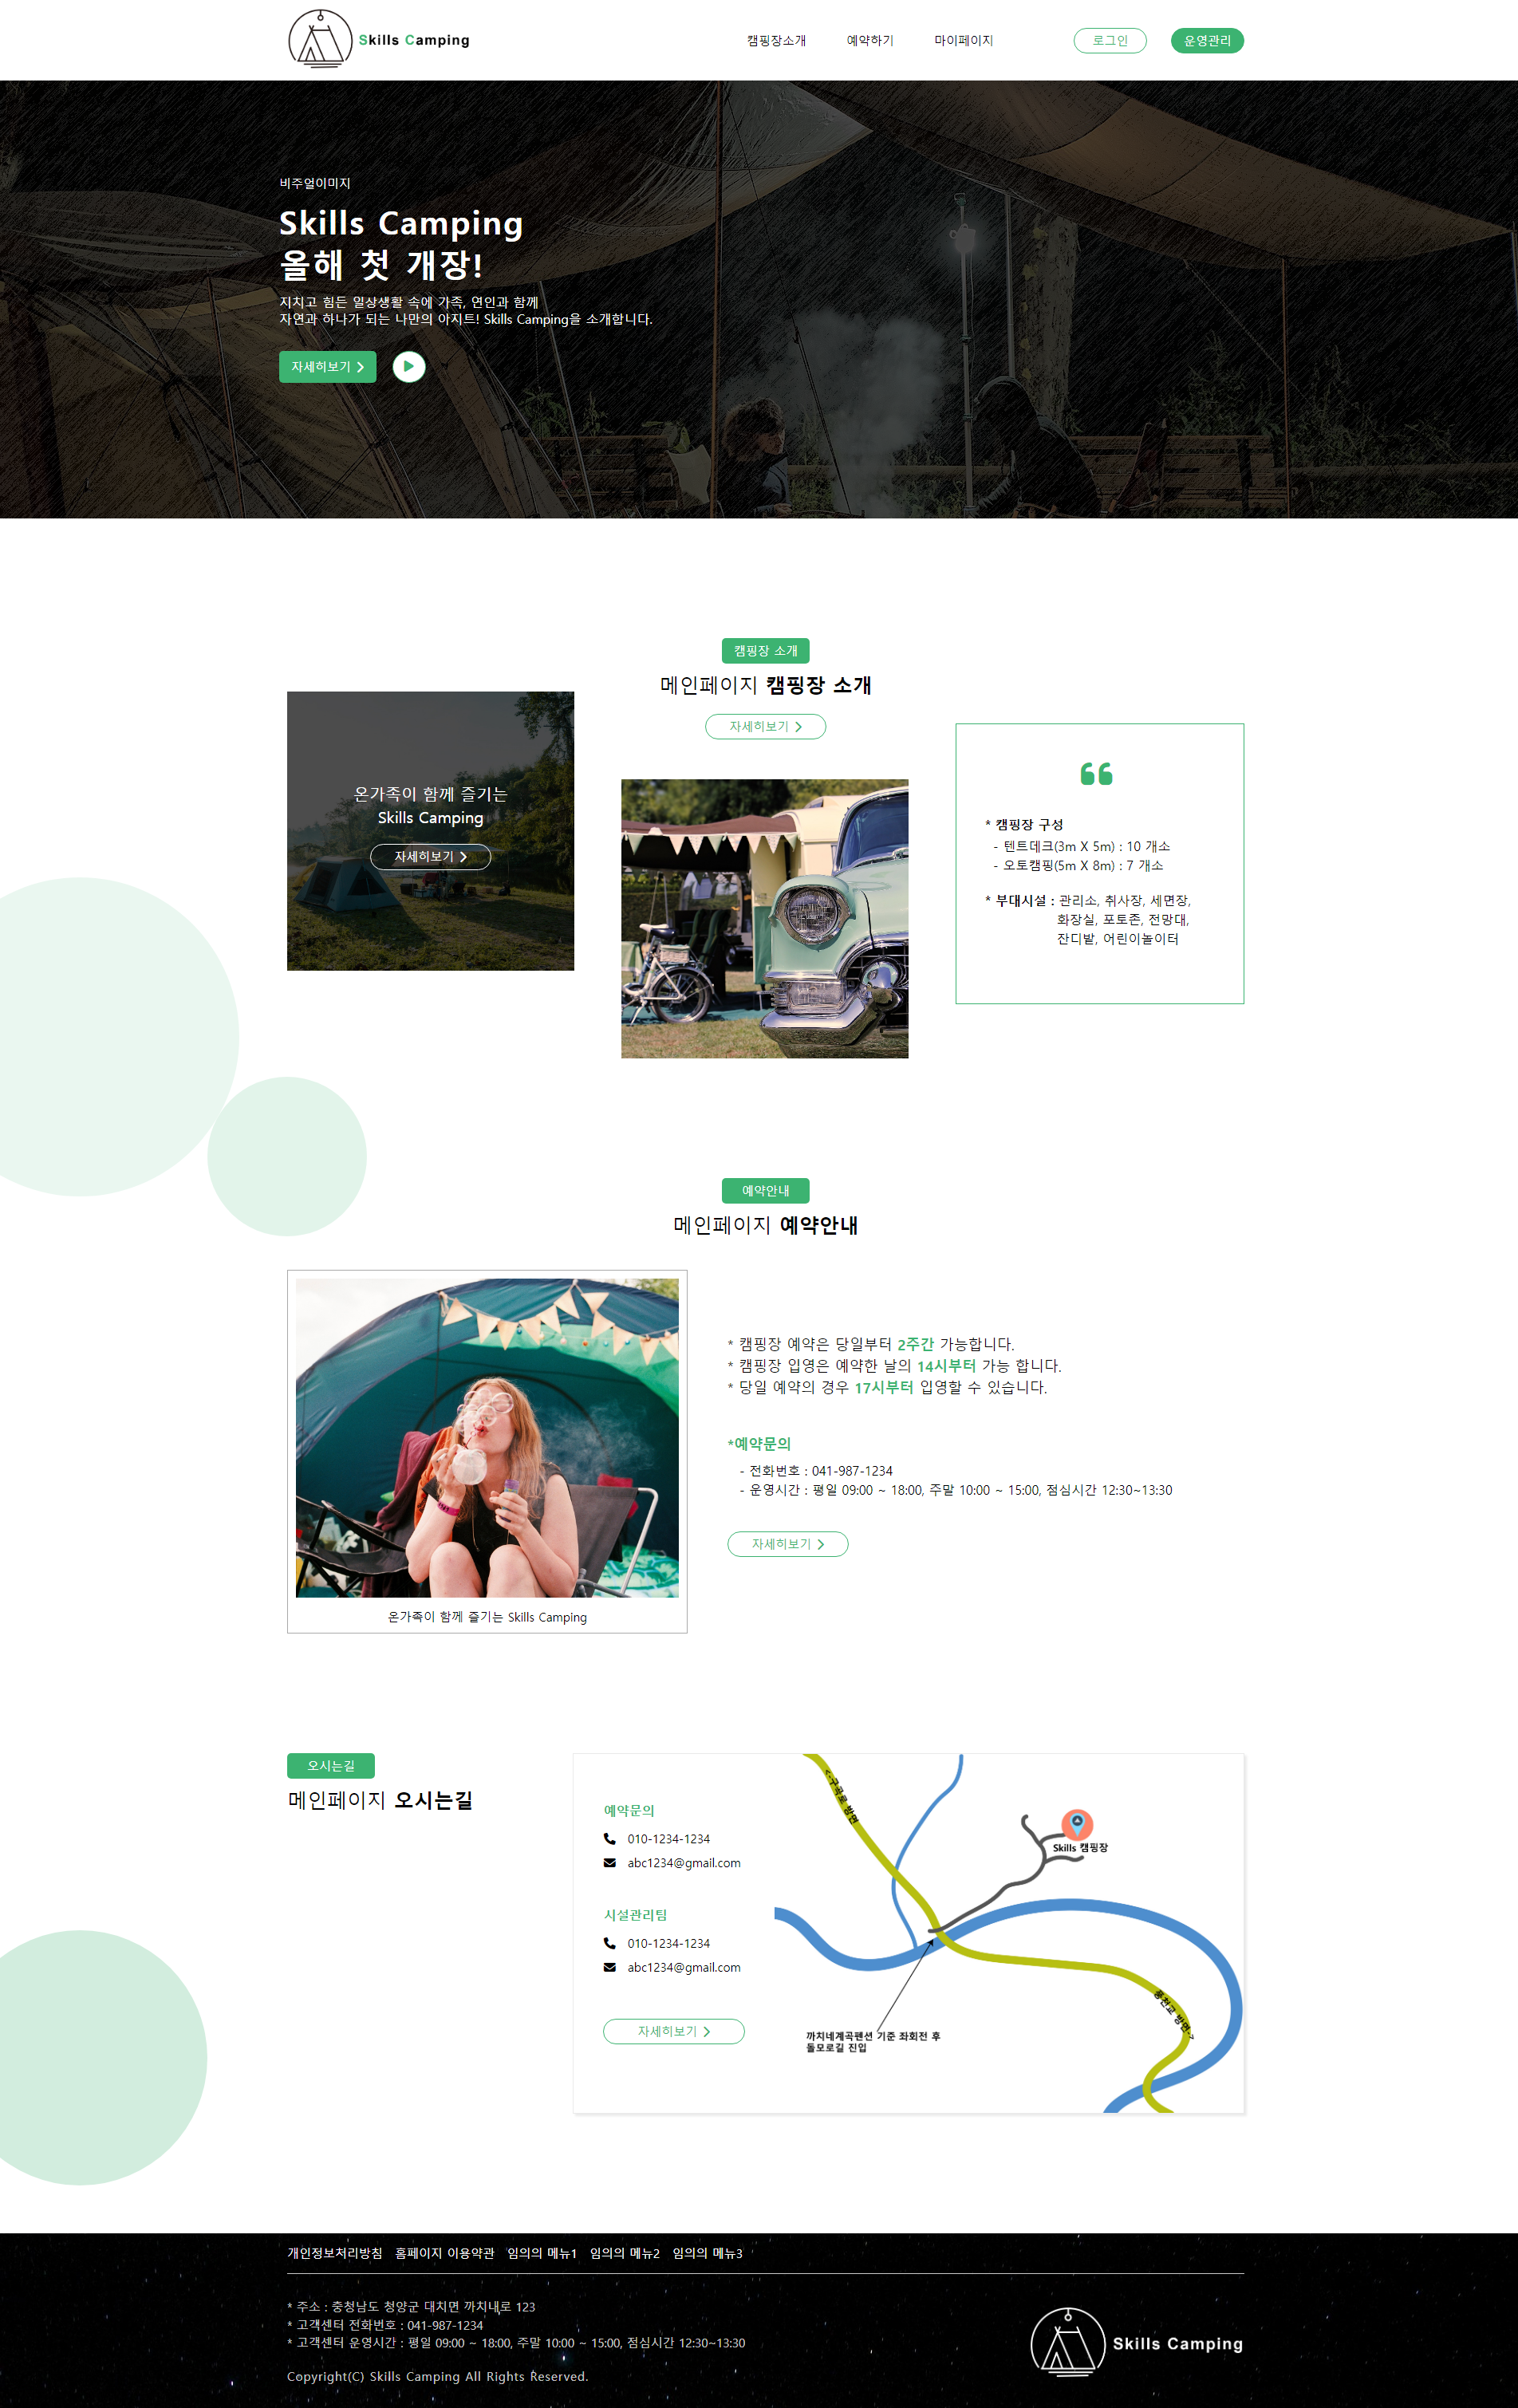 Skills Camping
캠핑장소개
예약하기
마이페이지
로그인
운영관리
비주얼이미지
Skills Camping
올해 첫 개장!
지치고 힘든 일상생활 속에 가족, 연인과 함께
자연과 하나가 되는 나만의 아지트! Skills Camping을 소개합니다.
자세히보기
캠핑장 소개
메인페이지 캠핑장 소개
자세히보기
온가족이 함께 즐기는
Skills Camping
자세히보기
* 캠핑장 구성
- 텐트데크(3m X 5m) : 10 개소
- 오토캠핑(5m X 8m) : 7 개소
* 부대시설 : 관리소, 취사장, 세면장,
화장실, 포토존, 전망대,
잔디밭, 어린이놀이터
예약안내
메인페이지 예약안내
온가족이 함께 즐기는 Skills Camping
* 캠핑장 예약은 당일부터 2주간 가능합니다.
* 캠핑장 입영은 예약한 날의 14시부터 가능 합니다.
* 당일 예약의 경우 17시부터 입영할 수 있습니다.
*예약문의
- 전화번호 : 041-987-1234
- 운영시간 : 평일 09:00 ~ 18:00, 주말 10:00 ~ 15:00, 점심시간 12:30~13:30
자세히보기
오시는길
메인페이지 오시는길
예약문의
010-1234-1234
abc1234@gmail.com
시설관리팀
010-1234-1234
abc1234@gmail.com
자세히보기
<-구곡로 방면
Skills 캠핑장
까치네계곡펜션 기준 좌회전 후
돌모로길 진입
풍천교 방면->
개인정보처리방침 홈페이지 이용약관 임의의 메뉴1 임의의 메뉴2 임의의 메뉴3
* 주소 : 충청남도 청양군 대치면 까치내로 123
* 고객센터 전화번호 : 041-987-1234
* 고객센터 운영시간 : 평일 09:00 ~ 18:00, 주말 10:00 ~ 15:00, 점심시간 12:30~13:30
Copyright(C) Skills Camping All Rights Reserved.
Skills Camping